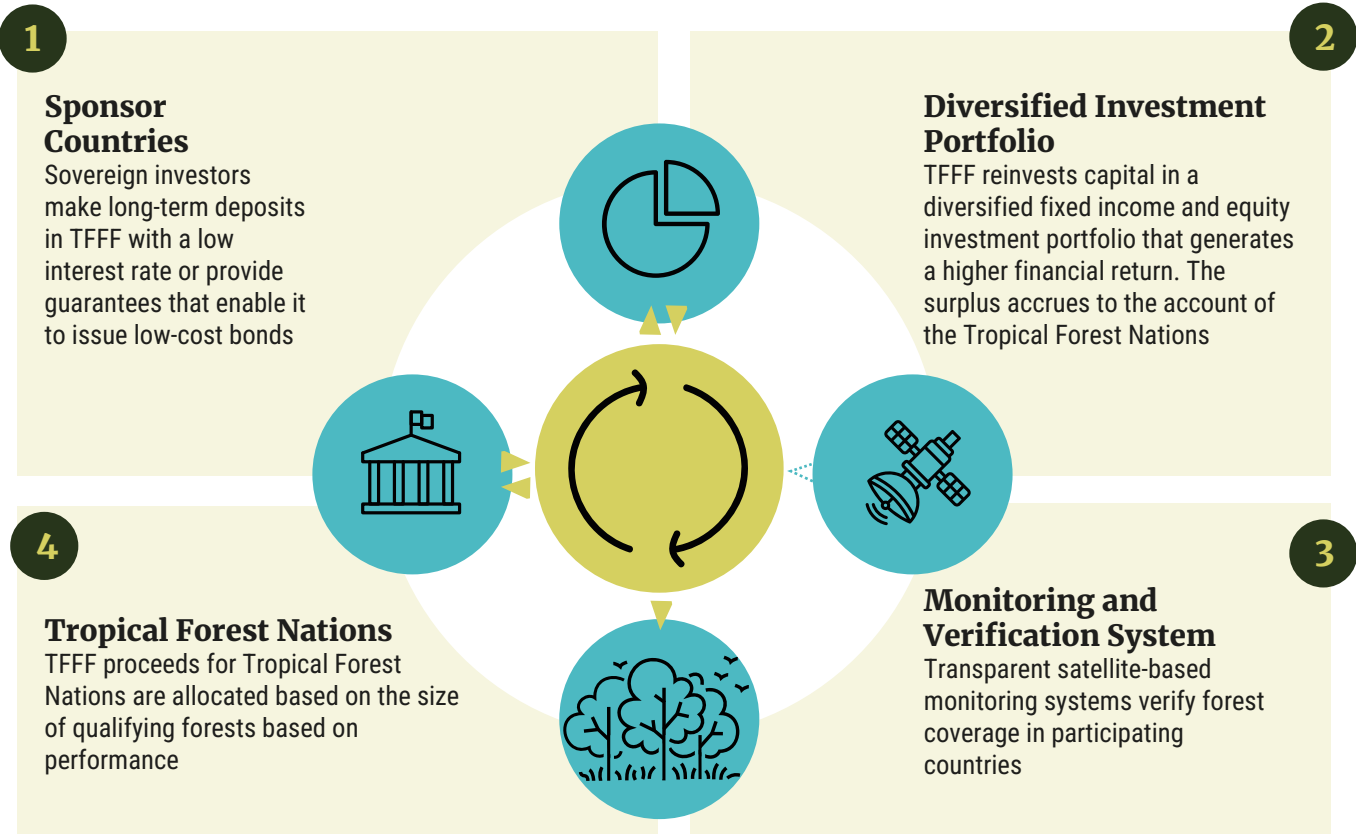 1
Sponsor
Countries
Sovereign investors
make long-term deposits
in TFFF with a low
interest rate or provide
guarantees that enable it
to issue low-cost bonds
2
Diversified Investment
Portfolio
TFFF reinvests capital in a
diversified fixed income and equity
investment portfolio that generates
a higher financial return. The
surplus accrues to the account of
the Tropical Forest Nations
3
Monitoring and
Verification System
Transparent satellite-based
monitoring systems verify forest
coverage in participating
countries
4
Tropical Forest Nations
TFFF proceeds for Tropical Forest
Nations are allocated based on the size
of qualifying forests based on
performance